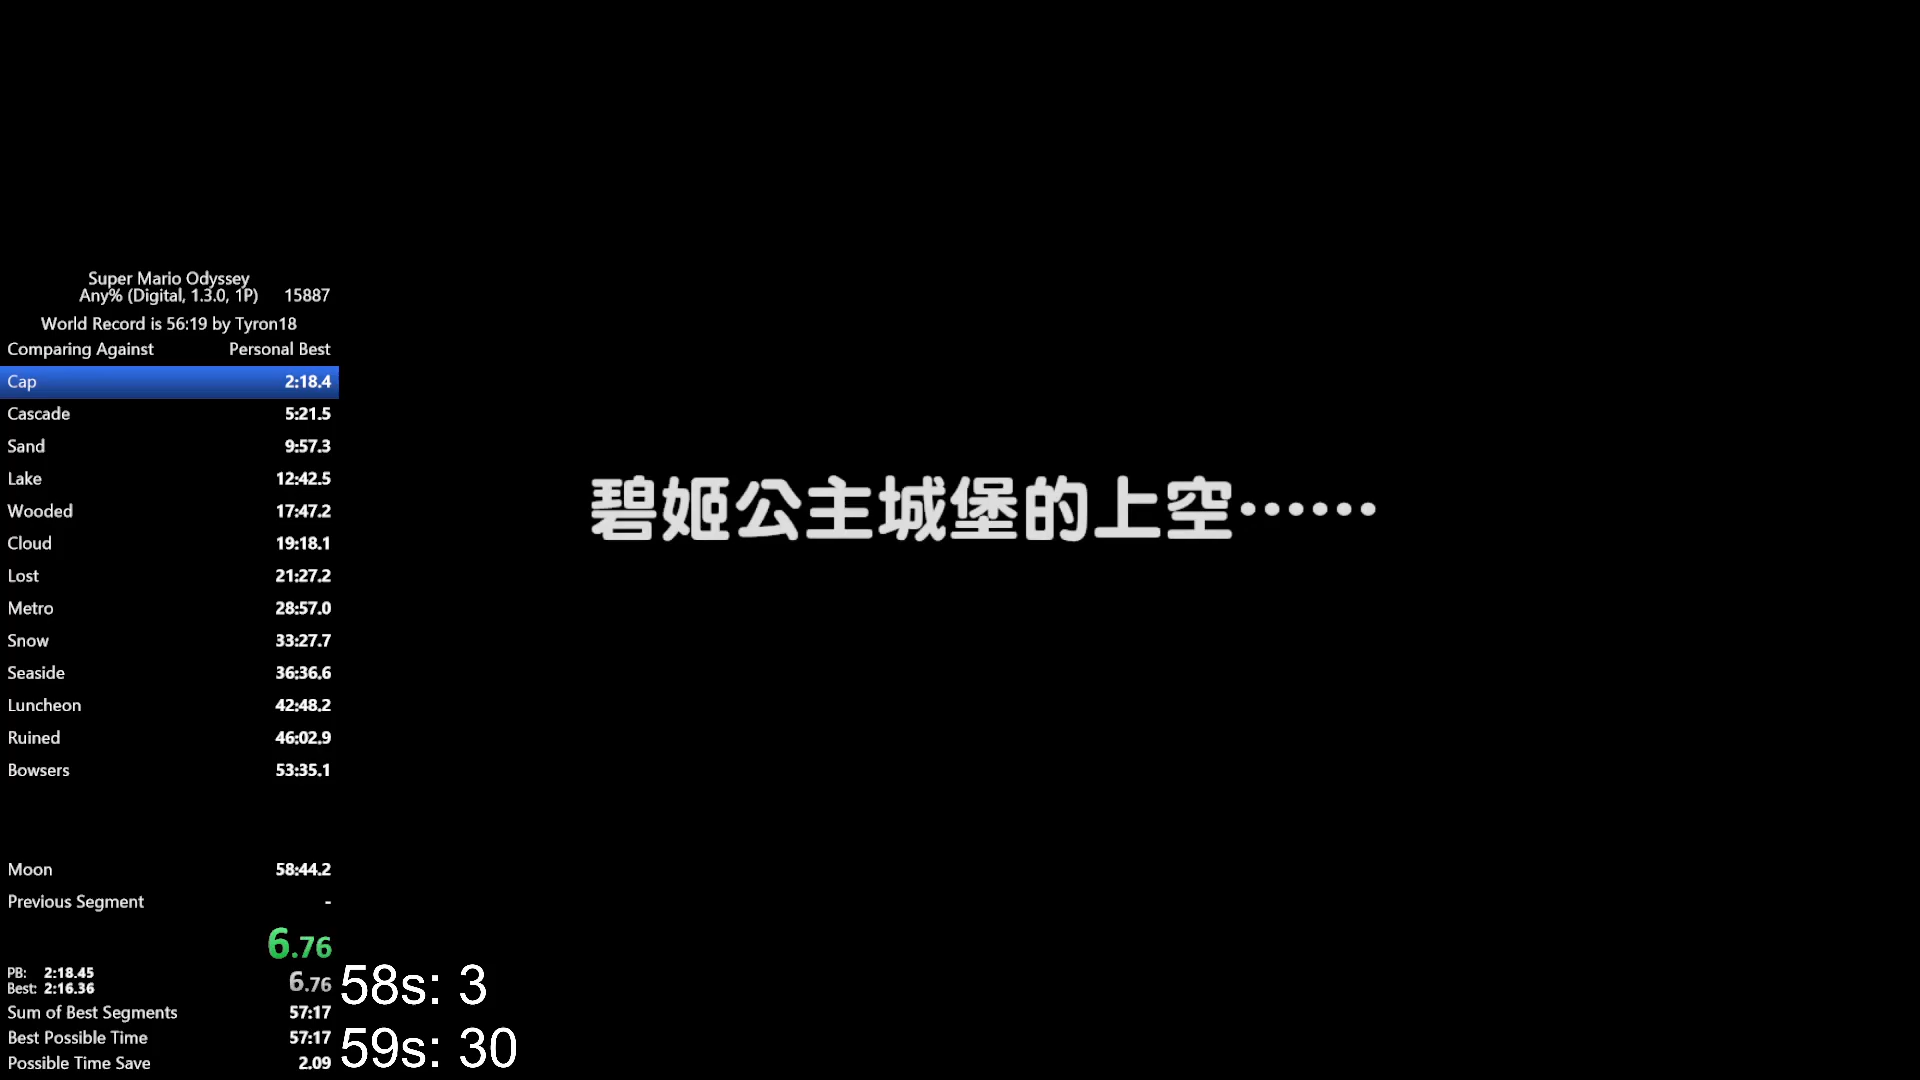 Super Mario Odyssey
Any% (Digital, 1.3.0, 1P) 15887
World Record is 56:19 by Tyron18
Comparing Against Personal Best
Cap 2:18.4
Cascade 5:21.5
Sand 9:57.3
Lake 12:42.5
Wooded 17:47.2
Cloud 19:18.1
Lost 21:27.2
Metro 28:57.0
Snow 33:27.7
Seaside 36:36.6
Luncheon 42:48.2
Ruined 46:02.9
Bowsers 53:35.1
Moon 58:44.2
Previous Segment -
6.76
PB: 2:18.45
Best: 2:16.36
6.76
Sum of Best Segments 57:17
Best Possible Time 57:17
Possible Time Save 2.09
58s: 3
59s: 30
碧姬公主城堡的上空……